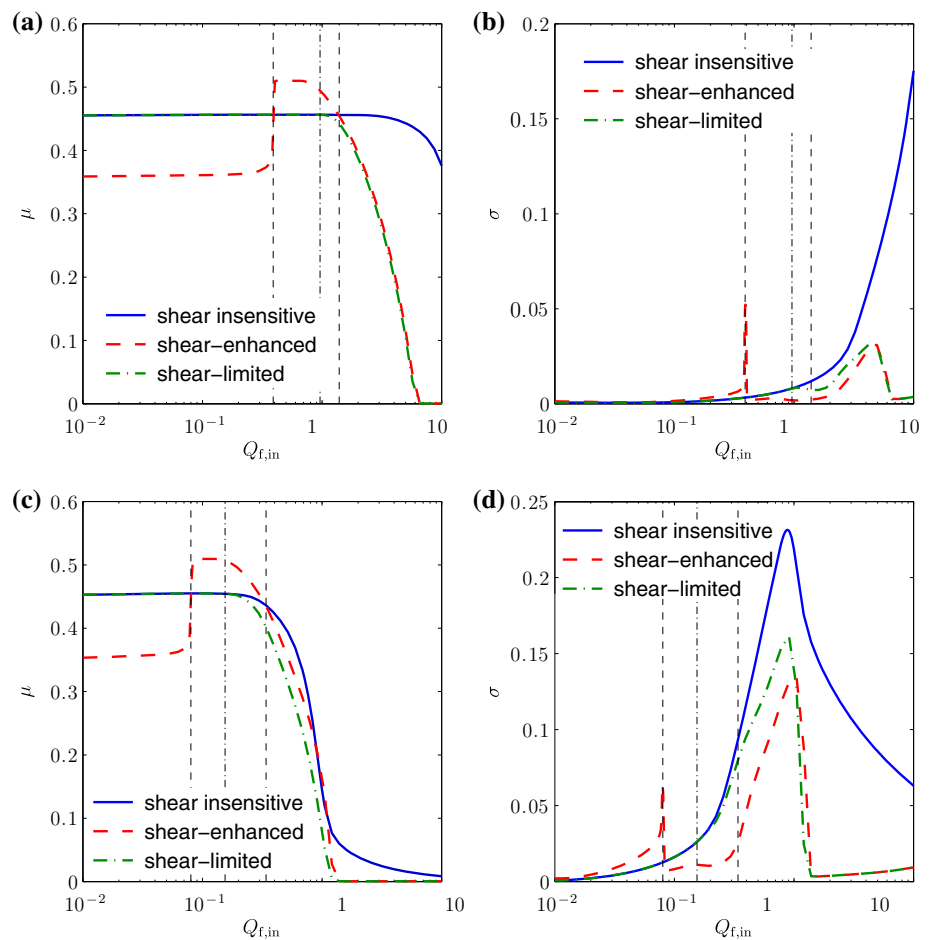 (a)
0.6
0.5
0.4
0.3
0.2
0.1
0
μ
shear insensitive
shear−enhanced
shear−limited
10⁻²
10⁻¹
1
10
Q_f,in
(b)
0.2
0.15
0.1
0.05
0
σ
shear insensitive
shear−enhanced
shear−limited
10⁻²
10⁻¹
1
10
Q_f,in
(c)
0.6
0.5
0.4
0.3
0.2
0.1
0
μ
shear insensitive
shear−enhanced
shear−limited
10⁻²
10⁻¹
1
10
Q_f,in
(d)
0.25
0.2
0.15
0.1
0.05
0
σ
shear insensitive
shear−enhanced
shear−limited
10⁻²
10⁻¹
1
10
Q_f,in